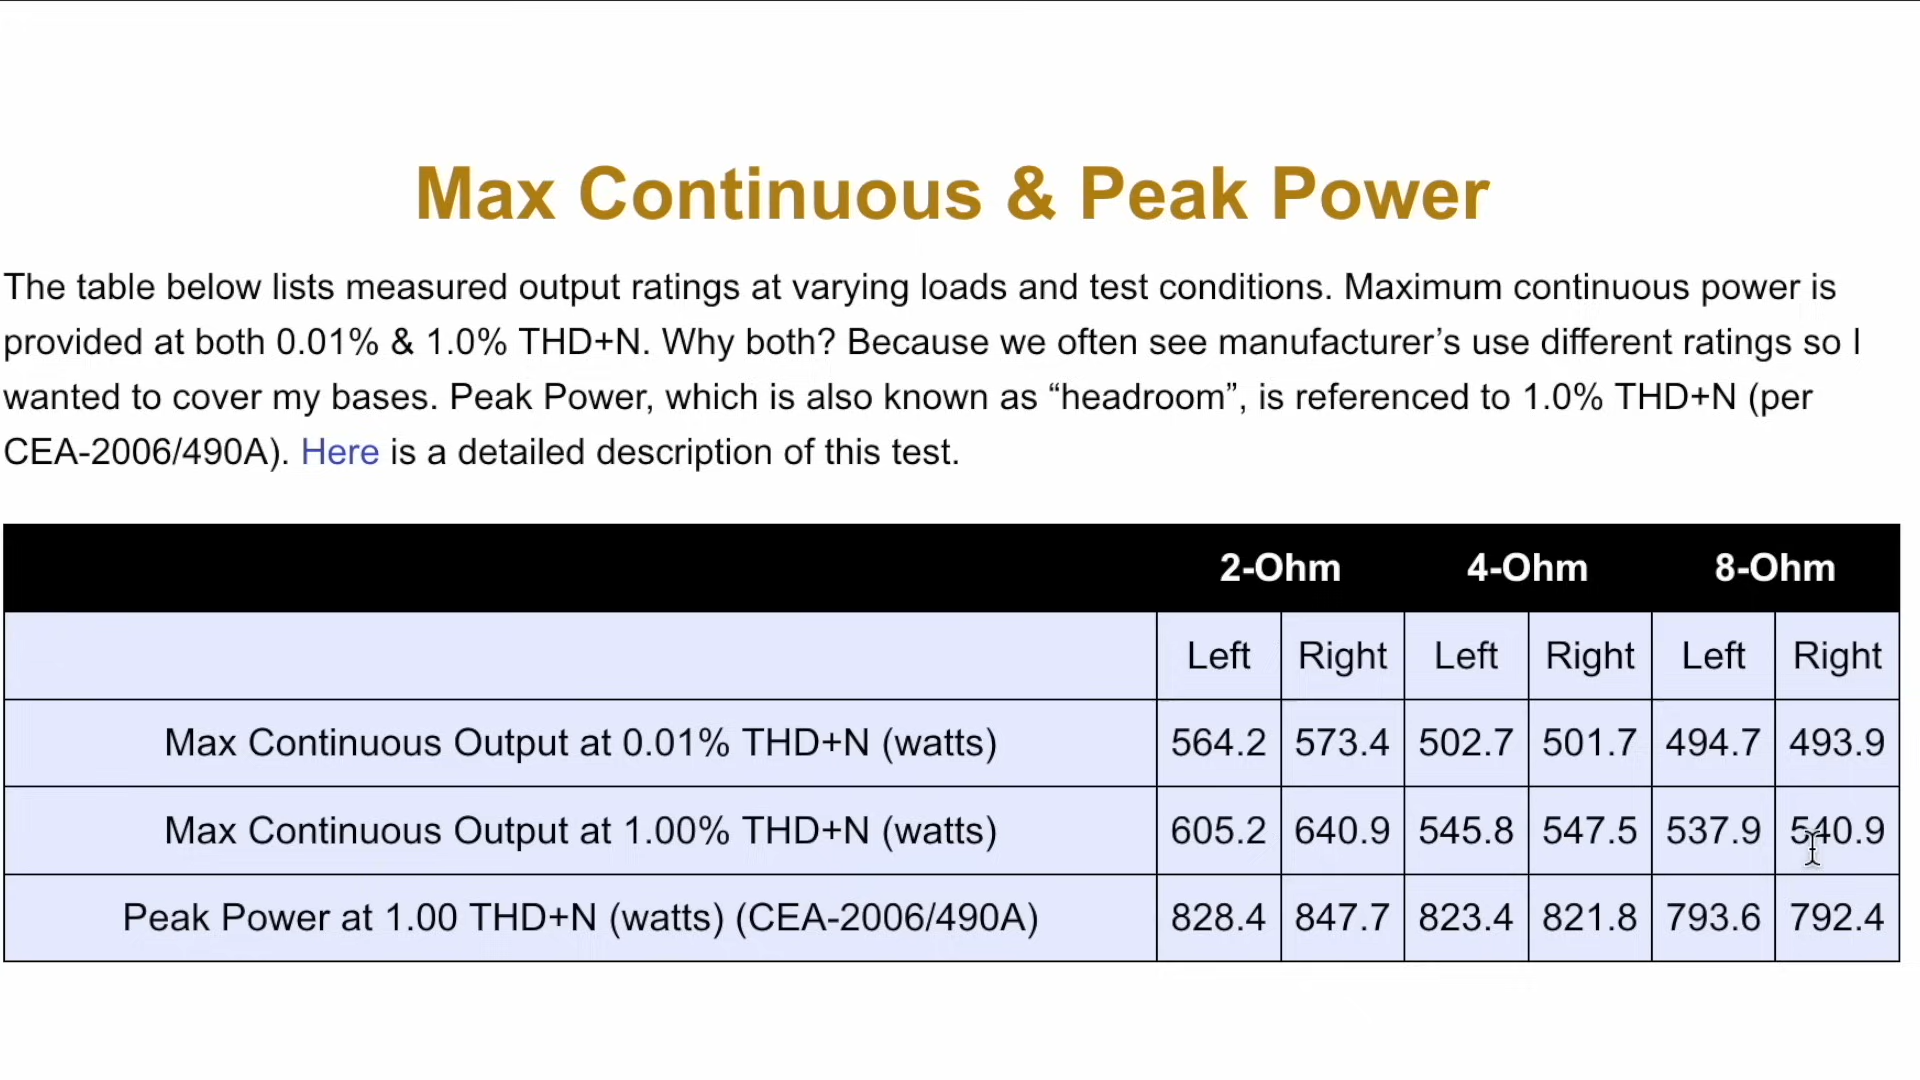 Max Continuous & Peak Power
The table below lists measured output ratings at varying loads and test conditions. Maximum continuous power is
provided at both 0.01% & 1.0% THD+N. Why both? Because we often see manufacturer’s use different ratings so I
wanted to cover my bases. Peak Power, which is also known as “headroom”, is referenced to 1.0% THD+N (per
CEA-2006/490A). Here is a detailed description of this test.
2-Ohm 4-Ohm 8-Ohm
Left Right Left Right Left Right
Max Continuous Output at 0.01% THD+N (watts) 564.2 573.4 502.7 501.7 494.7 493.9
Max Continuous Output at 1.00% THD+N (watts) 605.2 640.9 545.8 547.5 537.9 540.9
Peak Power at 1.00 THD+N (watts) (CEA-2006/490A) 828.4 847.7 823.4 821.8 793.6 792.4